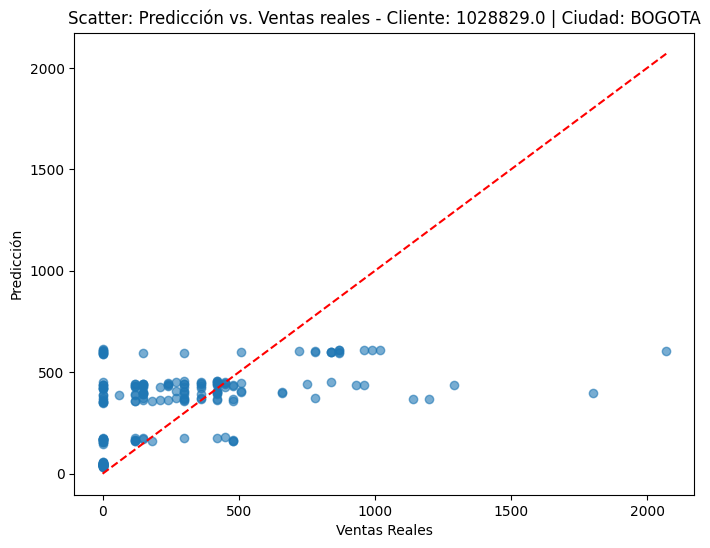 Scatter: Predicción vs. Ventas reales - Cliente: 1028829.0 | Ciudad: BOGOTA
2000
1500
1000
500
0
Predicción
0 500 1000 1500 2000
Ventas Reales